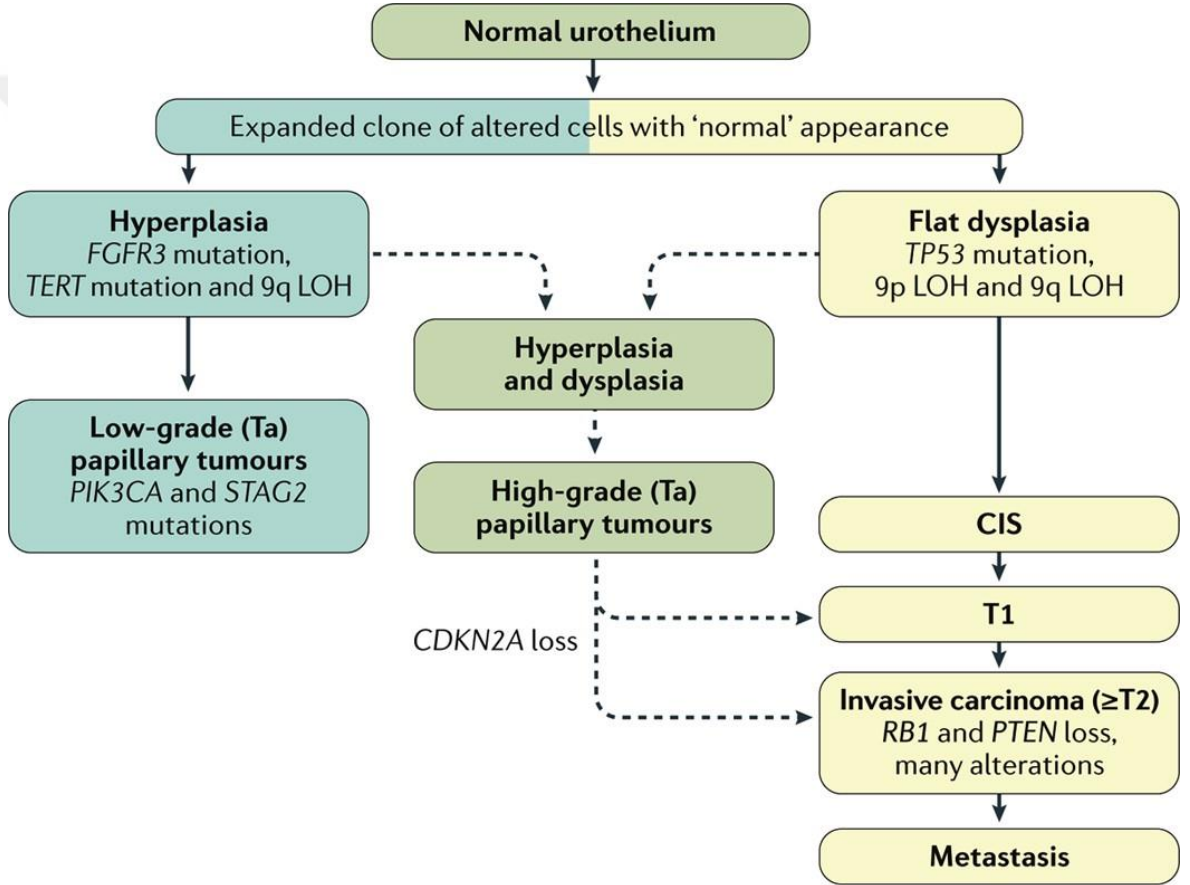 Normal urothelium
Expanded clone of altered cells with ‘normal’ appearance
Hyperplasia
FGFR3 mutation,
TERT mutation and 9q LOH
Flat dysplasia
TP53 mutation,
9p LOH and 9q LOH
Hyperplasia
and dysplasia
Low-grade (Ta)
papillary tumours
PIK3CA and STAG2
mutations
High-grade (Ta)
papillary tumours
CIS
T1
CDKN2A loss
Invasive carcinoma (≥T2)
RB1 and PTEN loss,
many alterations
Metastasis